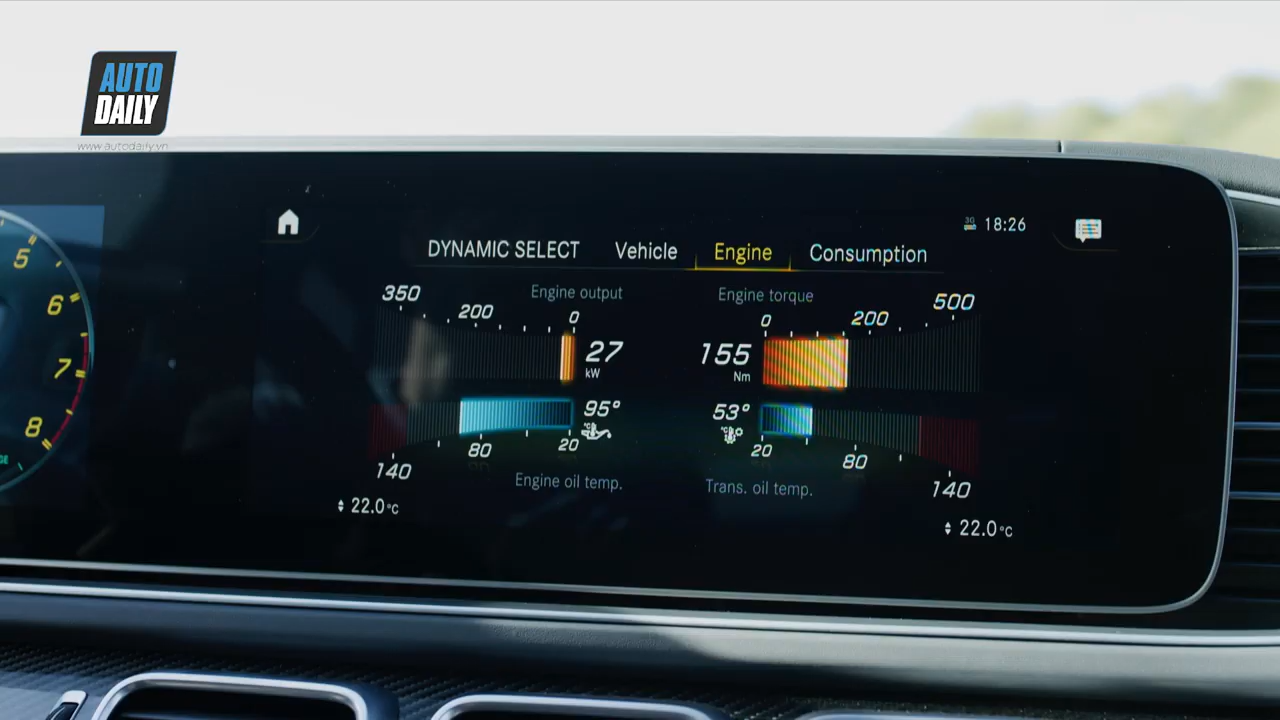 AUTO
DAILY
www.autodaily.vn
5
6
7
8
3G 18:26
DYNAMIC SELECT Vehicle Engine Consumption
Engine output Engine torque
350 200 0 0 200 500
27 kW 155 Nm
95° 53°
80 20 20 80
140 140
Engine oil temp. Trans. oil temp.
22.0°C 22.0°C